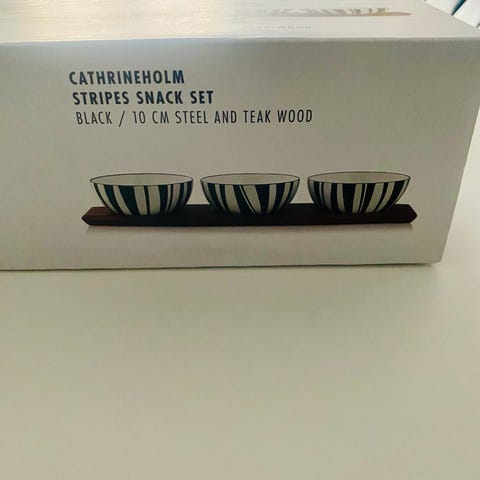 CATHRINEHOLM
STRIPES SNACK SET
BLACK / 10 CM STEEL AND TEAK WOOD